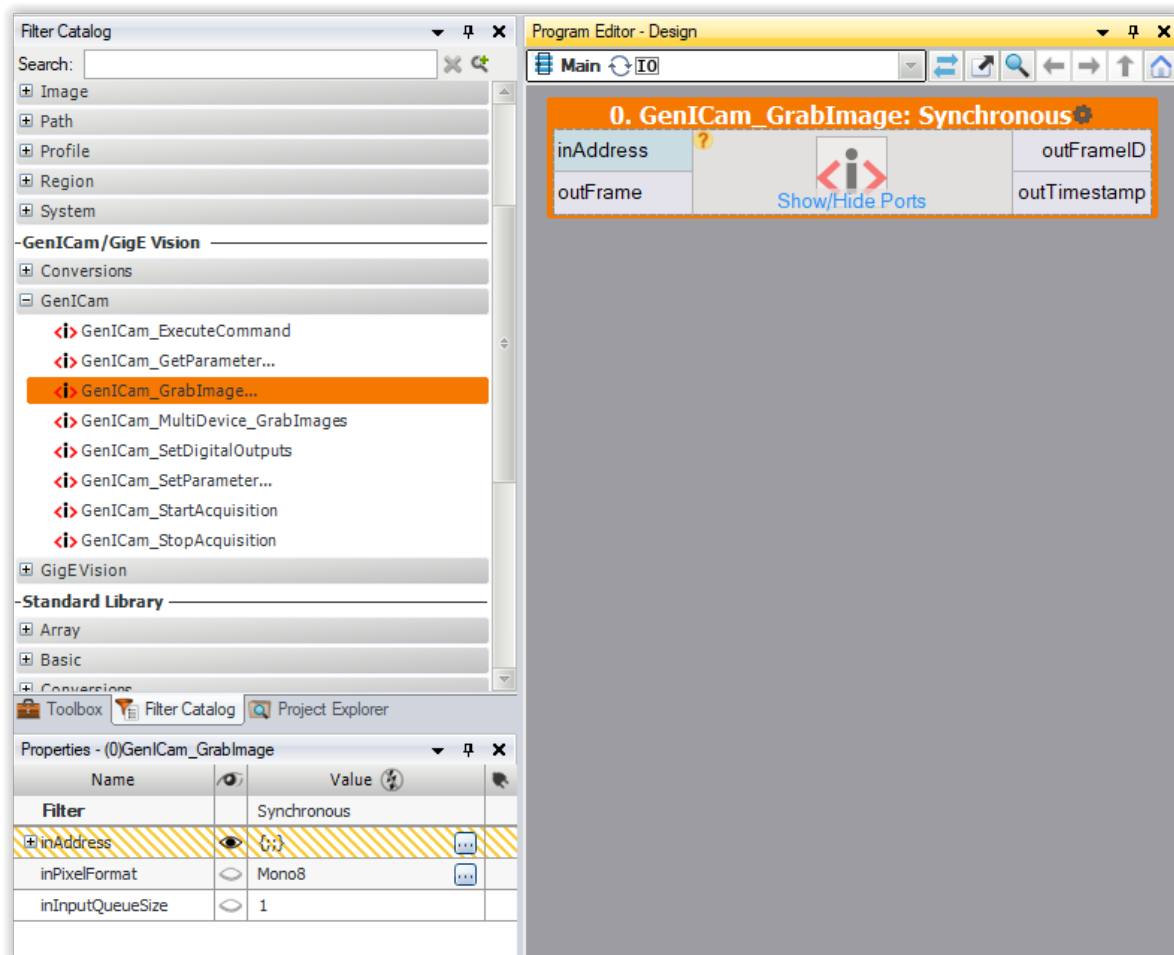 Filter Catalog
Search:
Image
Path
Profile
Region
System
GenICam/GigE Vision
Conversions
GenICam
GenICam_ExecuteCommand
GenICam_GetParameter...
GenICam_GrabImage...
GenICam_MultiDevice_GrabImages
GenICam_SetDigitalOutputs
GenICam_SetParameter...
GenICam_StartAcquisition
GenICam_StopAcquisition
GigEVision
Standard Library
Array
Basic
Conversions
Toolbox Filter Catalog Project Explorer
Properties - (0)GenICam_GrabImage
Name Value
Filter Synchronous
inAddress {;;} ...
inPixelFormat Mono8 ...
inInputQueueSize 1
Program Editor - Design
Main IO
0. GenICam_GrabImage: Synchronous
inAddress ? <i> outFrameID
outFrame Show/Hide Ports outTimestamp